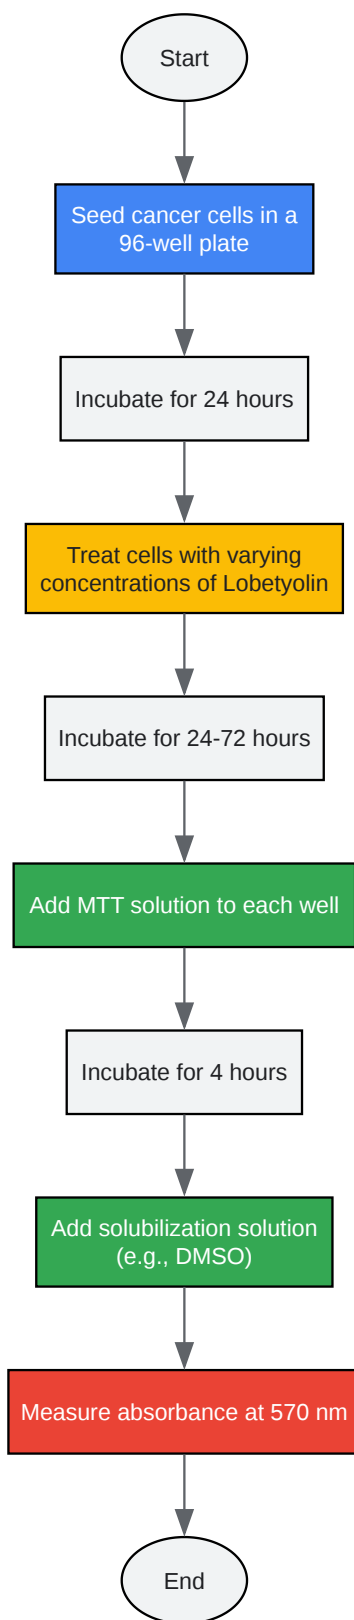 Start
Seed cancer cells in a
96-well plate
Incubate for 24 hours
Treat cells with varying
concentrations of Lobetyolin
Incubate for 24-72 hours
Add MTT solution to each well
Incubate for 4 hours
Add solubilization solution
(e.g., DMSO)
Measure absorbance at 570 nm
End